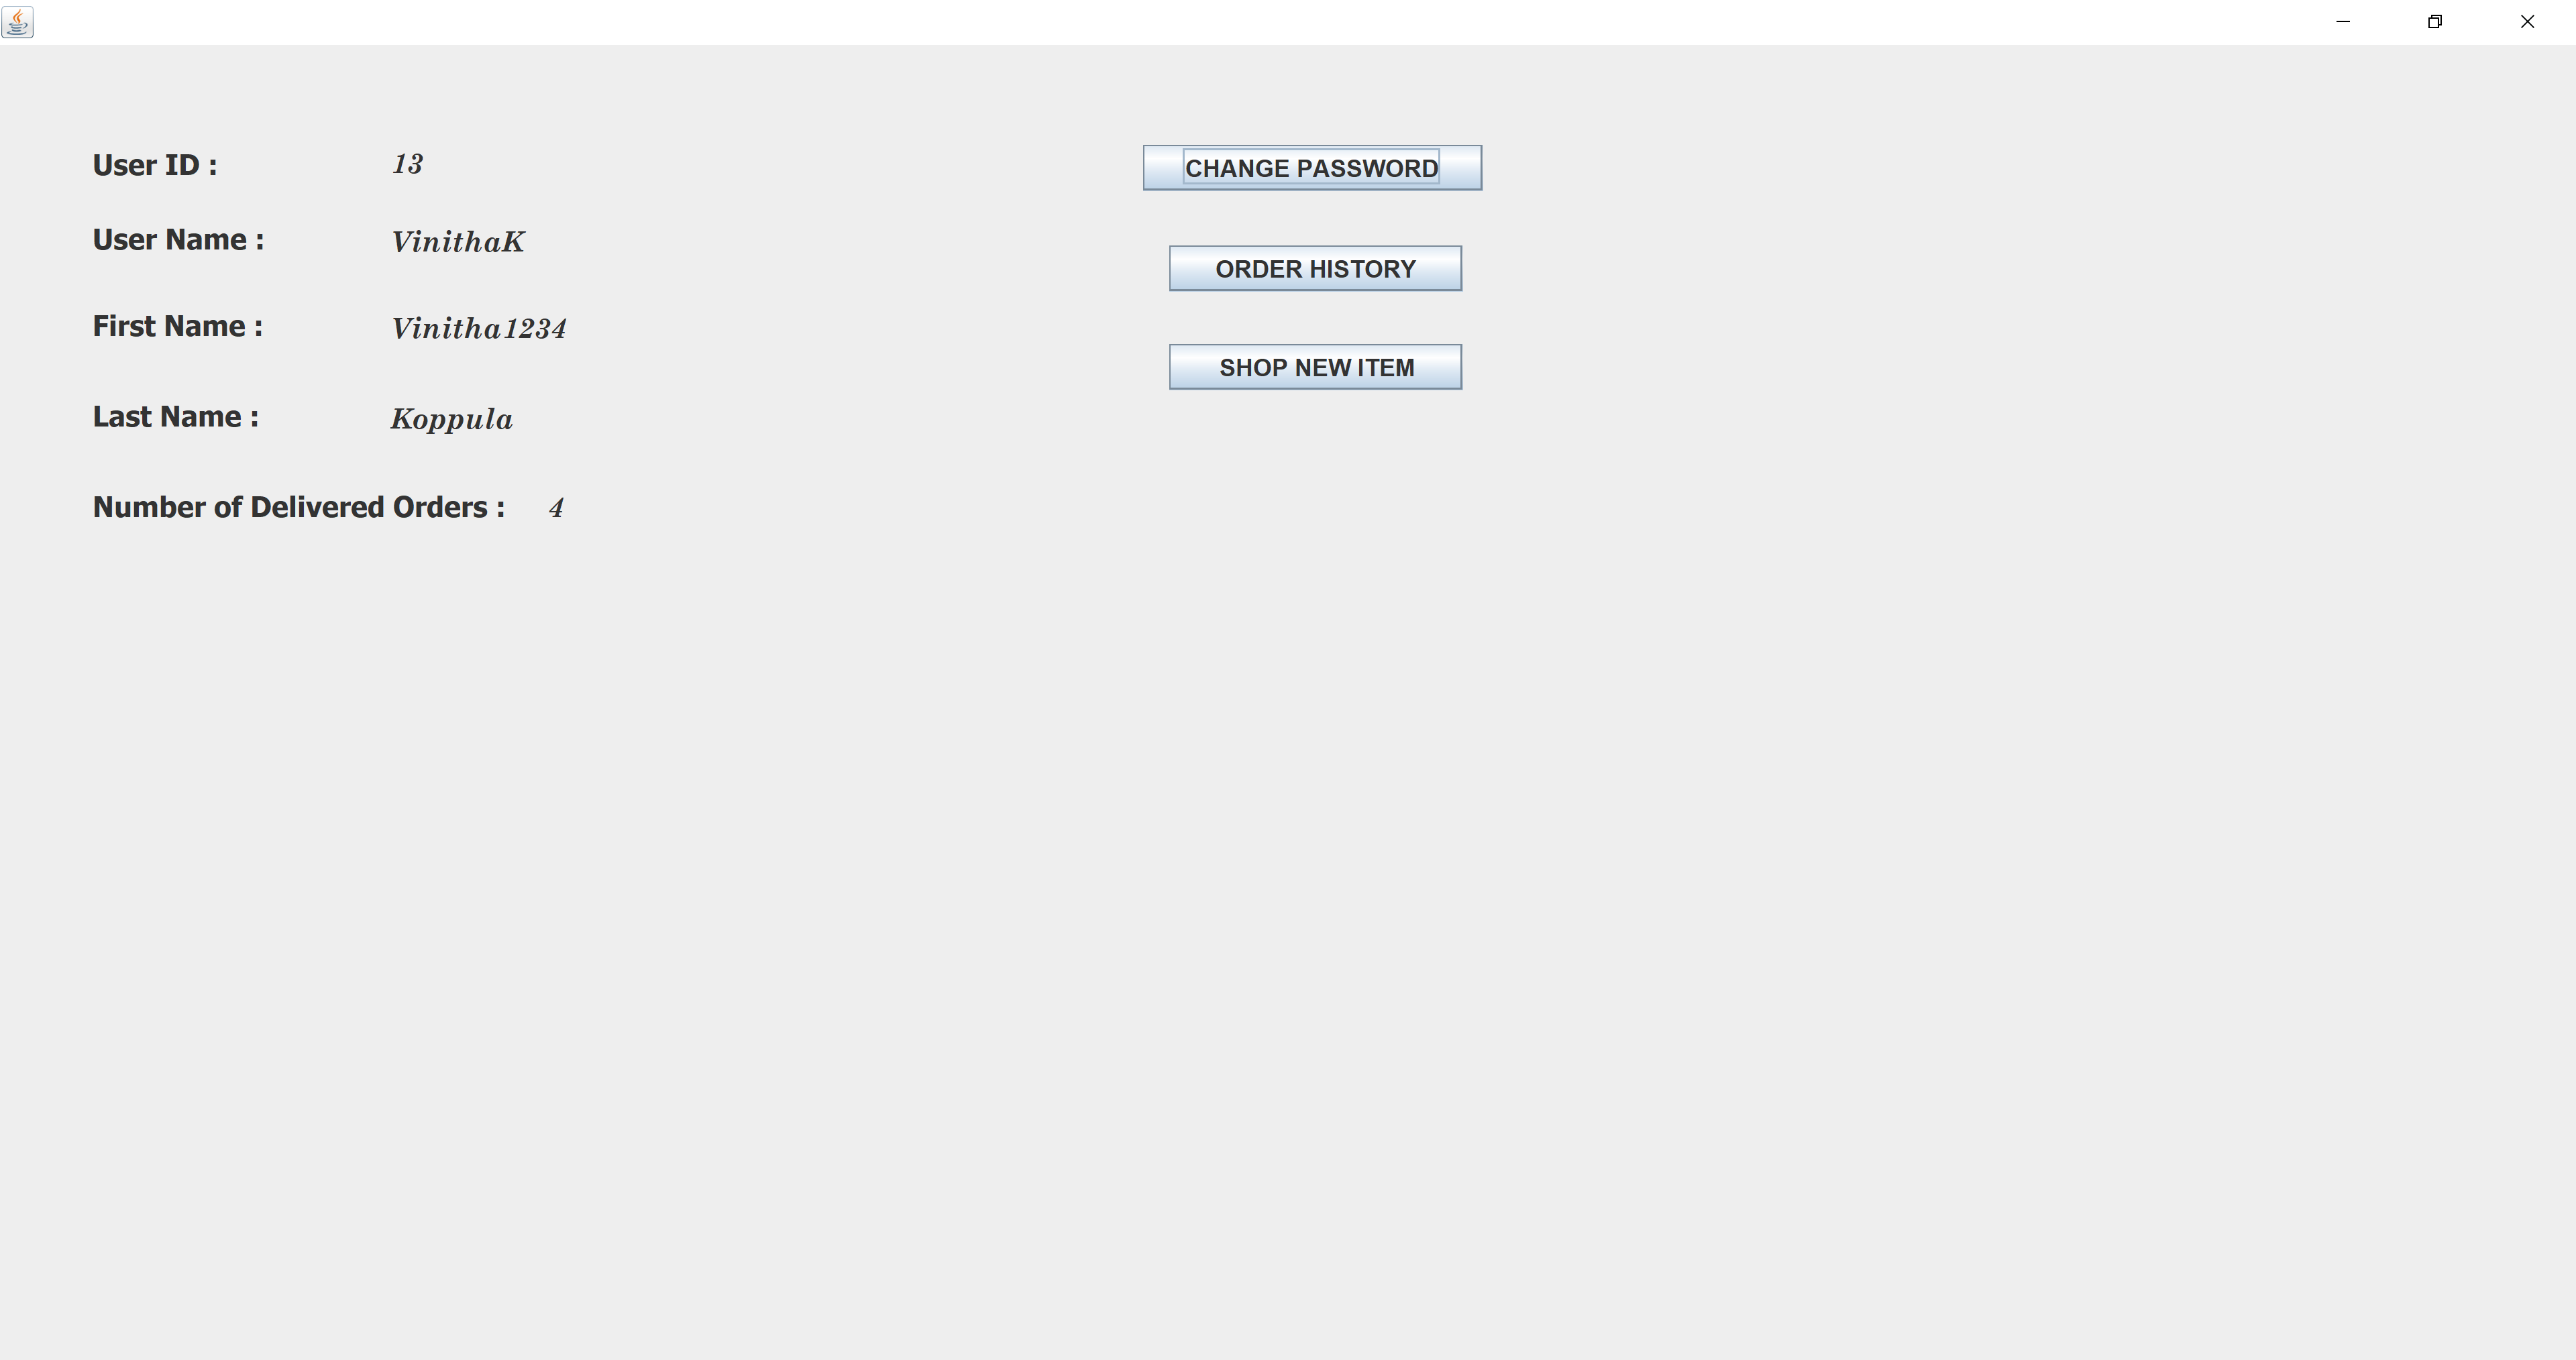 User ID : 13
User Name : VinithaK
First Name : Vinitha1234
Last Name : Koppula
Number of Delivered Orders : 4
CHANGE PASSWORD
ORDER HISTORY
SHOP NEW ITEM